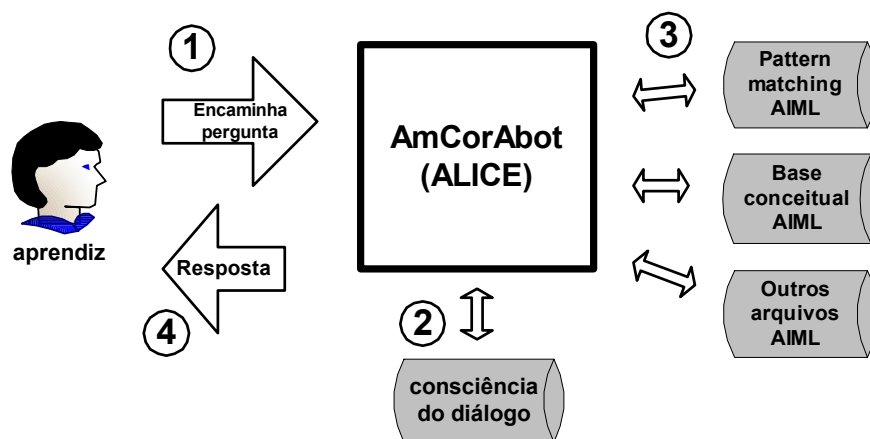 1
Encaminha
pergunta
aprendiz
Resposta
4
AmCorAbot
(ALICE)
2
consciência
do diálogo
3
Pattern
matching
AIML
Base
conceitual
AIML
Outros
arquivos
AIML